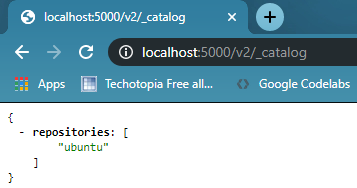 localhost:5000/v2/_catalog
localhost:5000/v2/_catalog
Apps Techotopia Free all... <> Google Codelabs
{
- repositories: [
"ubuntu"
]
}